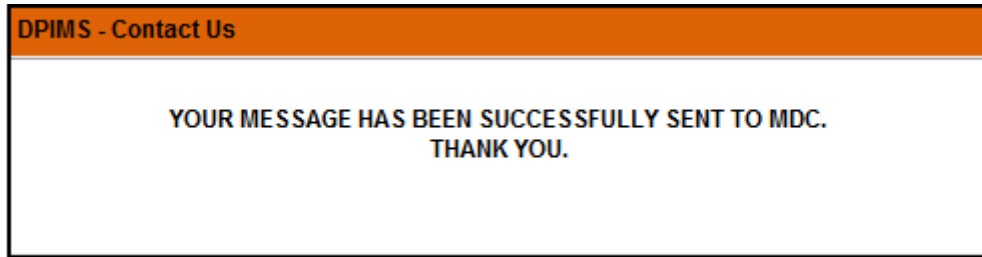 DPIMS - Contact Us
YOUR MESSAGE HAS BEEN SUCCESSFULLY SENT TO MDC.
THANK YOU.